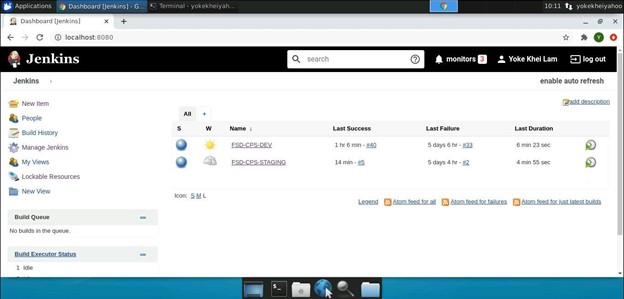 Applications Dashboard [Jenkins] - G... Terminal - yokekheiyah... 10:11 yokekheiyahoo
Dashboard [Jenkins]
localhost:8080
Jenkins search monitors 3 Yoke Khei Lam log out
Jenkins enable auto refresh
New Item
People
Build History
Manage Jenkins
My Views
Lockable Resources
New View
Build Queue
No builds in the queue.
Build Executor Status
1 Idle
add description
All +
S W Name ↓ Last Success Last Failure Last Duration
FSD-CPS-DEV 1 hr 6 min - #40 5 days 6 hr - #33 6 min 23 sec
FSD-CPS-STAGING 14 min - #5 5 days 4 hr - #2 4 min 55 sec
Icon: S M L
Legend Atom feed for all Atom feed for failures Atom feed for just latest builds